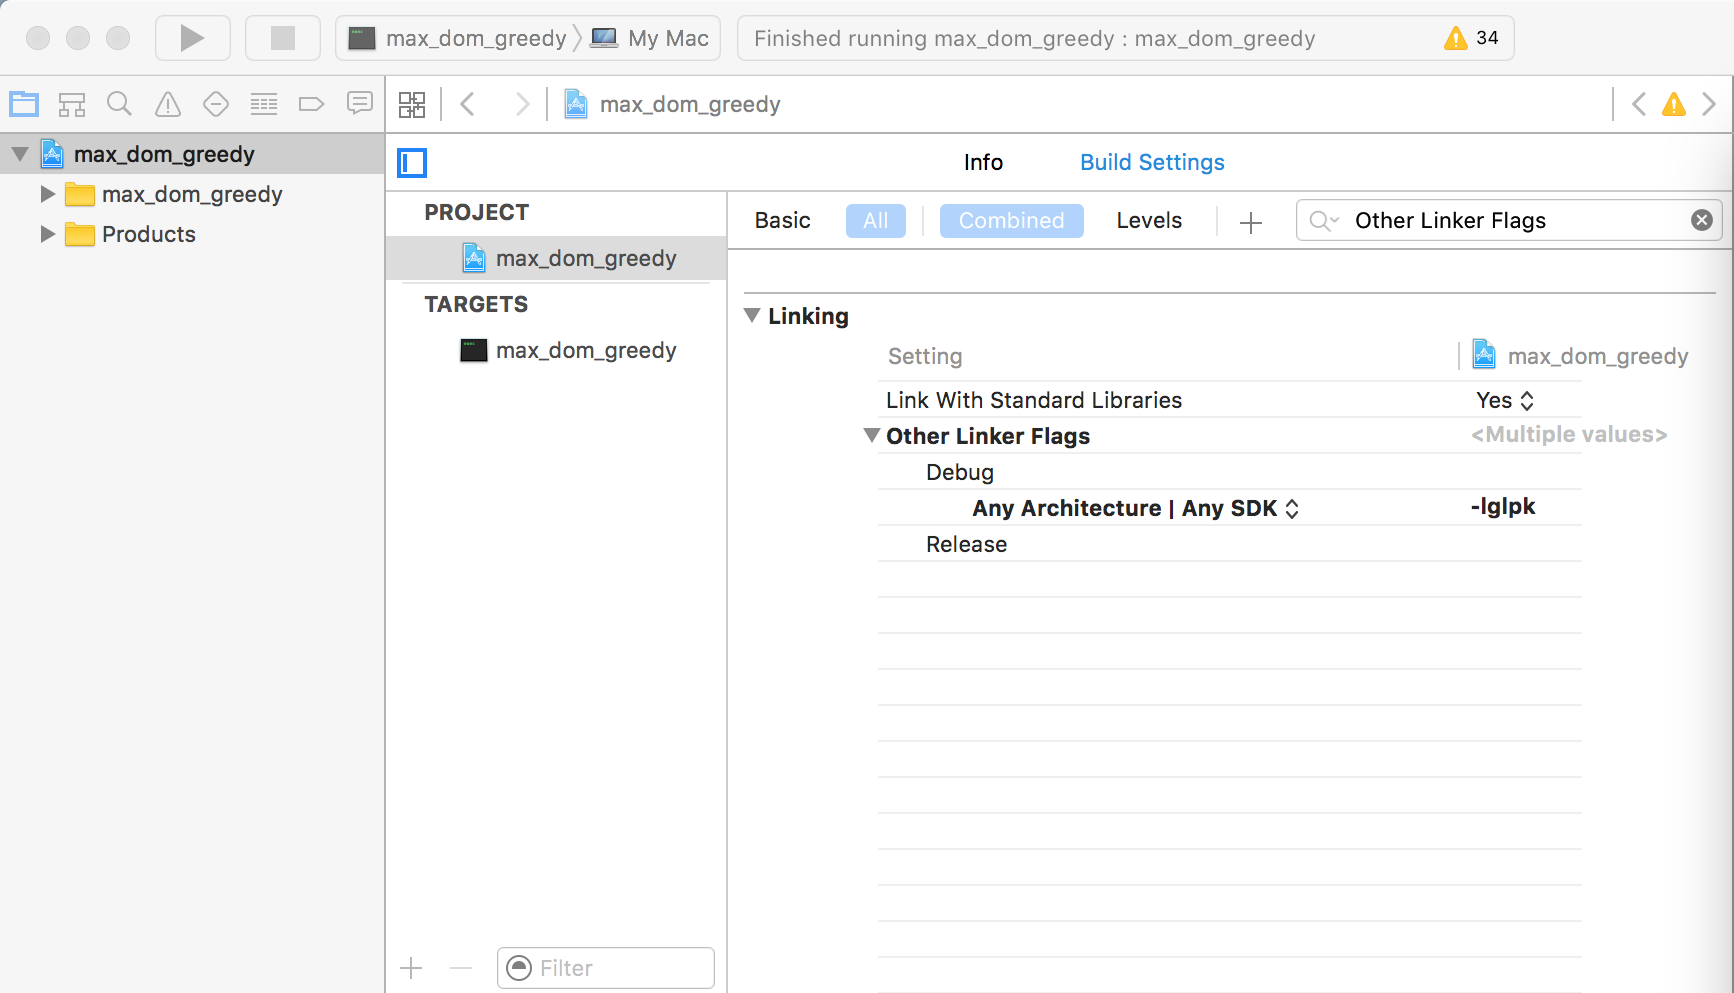 max_dom_greedy My Mac
Finished running max_dom_greedy : max_dom_greedy
34
max_dom_greedy
max_dom_greedy
max_dom_greedy
Products
Info Build Settings
PROJECT
max_dom_greedy
TARGETS
max_dom_greedy
Basic All Combined Levels
Other Linker Flags
Linking
Setting max_dom_greedy
Link With Standard Libraries Yes
Other Linker Flags <Multiple values>
Debug
Any Architecture | Any SDK -lglpk
Release
Filter